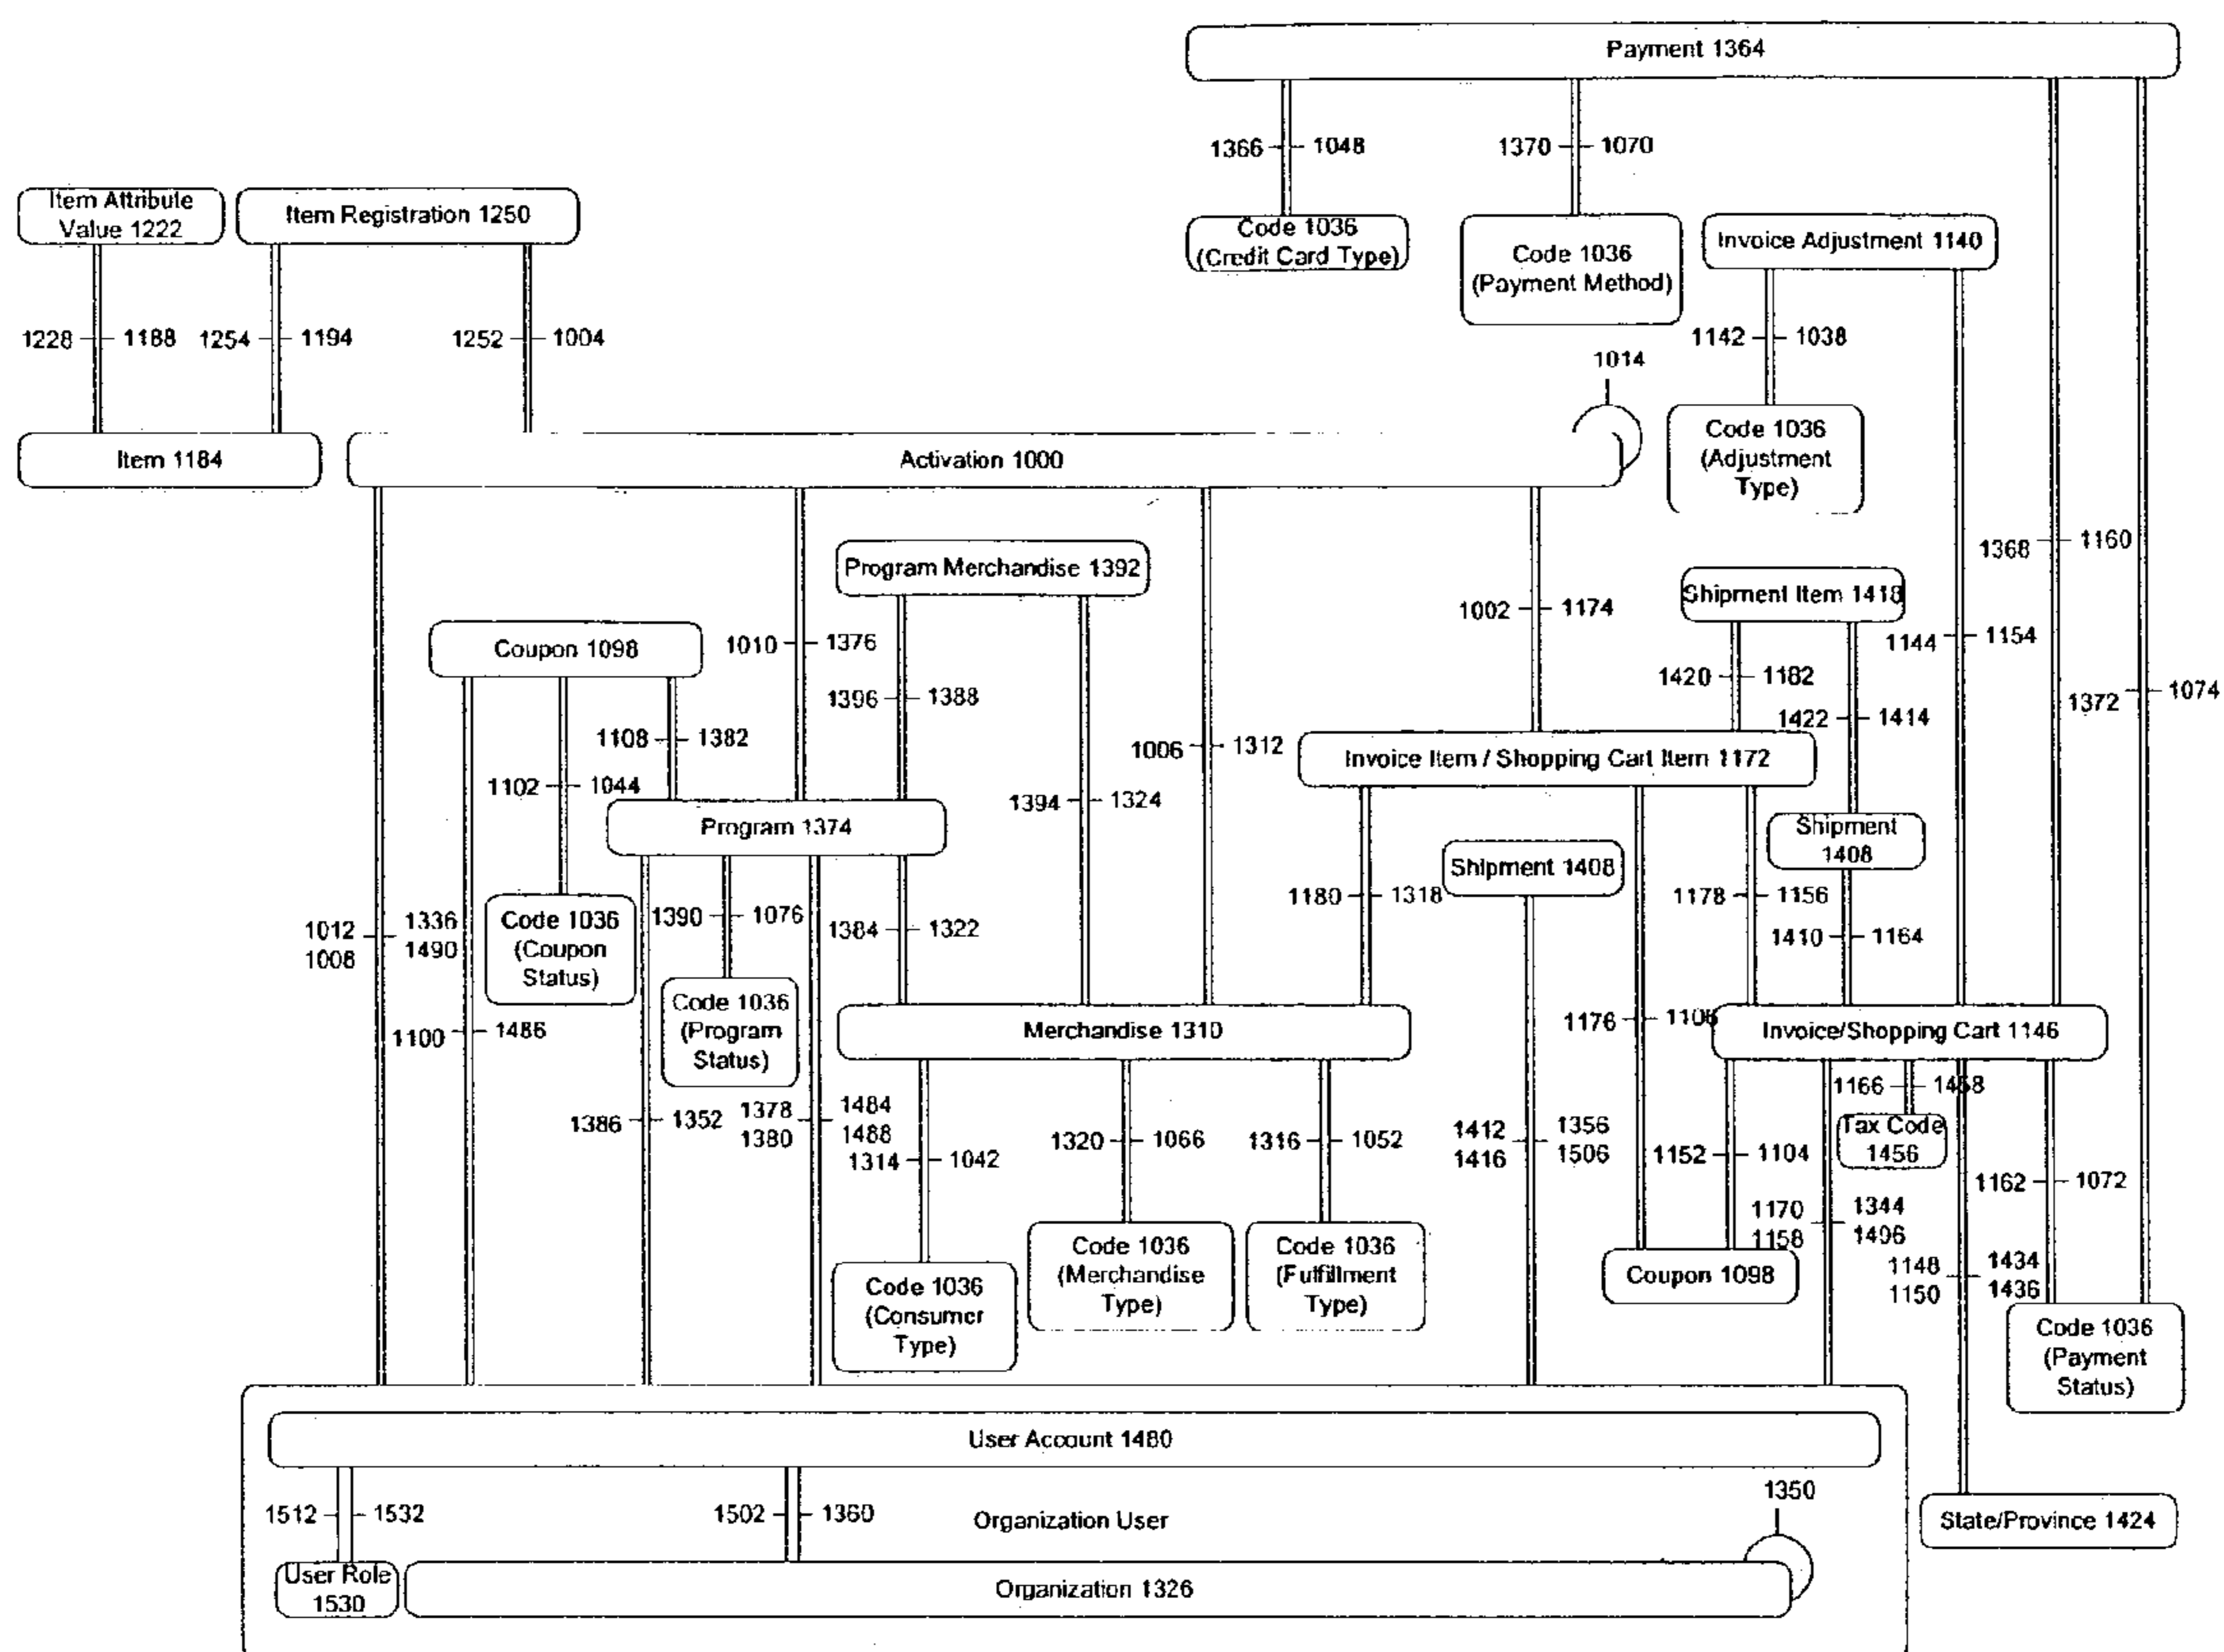 Payment 1364
1366
1048
1370
1070
Item Attribute
Value 1222
Item Registration 1250
Code 1036
(Credit Card Type)
Code 1036
(Payment Method)
Invoice Adjustment 1140
1228
1188
1254
1194
1252
1004
1142
1038
1014
Item 1184
Activation 1000
Code 1036
(Adjustment
Type)
1368
1160
Program Merchandise 1392
Shipment Item 1418
1002
1174
1144
1154
Coupon 1098
1010
1376
1420
1182
1396
1388
1372
1074
1422
1414
1108
1382
1006
1312
Invoice Item / Shopping Cart Item 1172
1102
1044
1394
1324
Program 1374
Shipment
1408
Shipment 1408
1180
1318
1178
1156
1012
1008
1336
1490
Code 1036
(Coupon
Status)
1390
1076
1384
1322
1410
1164
1100
1486
Code 1036
(Program
Status)
Merchandise 1310
1176
1106
Invoice/Shopping Cart 1146
1166
1458
1386
1352
1378
1380
1484
1488
1314
1042
1320
1066
1316
1052
1412
1416
1356
1506
1152
1104
Tax Code
1456
1162
1072
1170
1158
1344
1496
Code 1036
(Consumer
Type)
Code 1036
(Merchandise
Type)
Code 1036
(Fulfillment
Type)
Coupon 1098
1148
1150
1434
1436
Code 1036
(Payment
Status)
User Account 1480
1512
1532
1502
1360
Organization User
1350
State/Province 1424
User Role
1530
Organization 1326